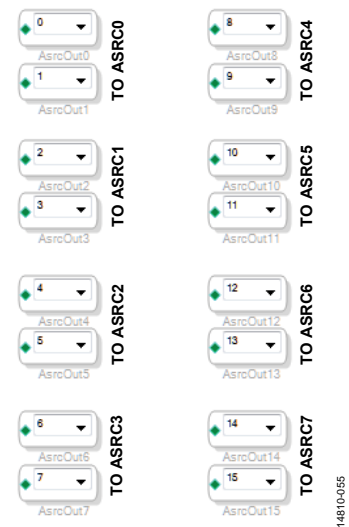 0
AsrcOut0
1
AsrcOut1
TO ASRC0
2
AsrcOut2
3
AsrcOut3
TO ASRC1
4
AsrcOut4
5
AsrcOut5
TO ASRC2
6
AsrcOut6
7
AsrcOut7
TO ASRC3
8
AsrcOut8
9
AsrcOut9
TO ASRC4
10
AsrcOut10
11
AsrcOut11
TO ASRC5
12
AsrcOut12
13
AsrcOut13
TO ASRC6
14
AsrcOut14
15
AsrcOut15
TO ASRC7
14810-055